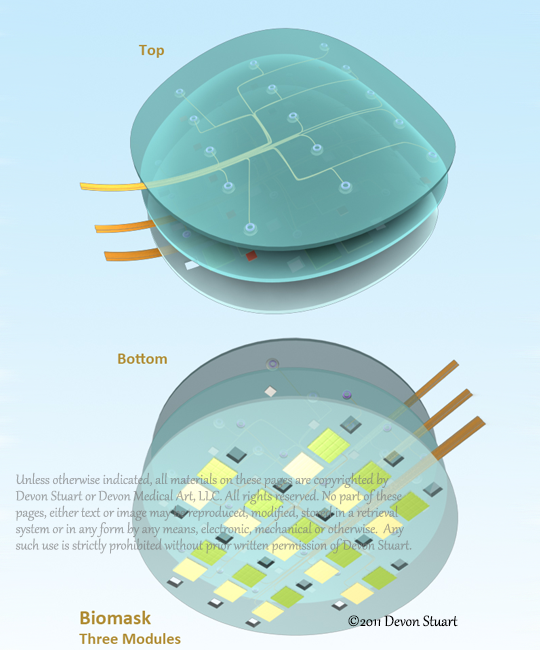 Top
Bottom
Unless otherwise indicated, all materials on these pages are copyrighted by
Devon Stuart or Devon Medical Art, LLC. All rights reserved. No part of these
pages, either text or image may be reproduced, modified, stored in a retrieval
system or in any form by any means, electronic, mechanical or otherwise. Any
such use is strictly prohibited without prior written permission of Devon Stuart.
Biomask
©2011 Devon Stuart
Three Modules